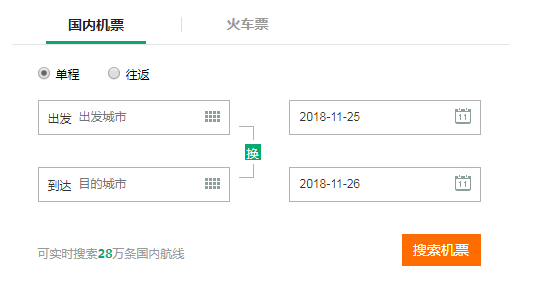 国内机票 火车票
单程 往返
出发 出发城市 2018-11-25 11
换
到达 目的城市 2018-11-26 11
可实时搜索28万条国内航线 搜索机票